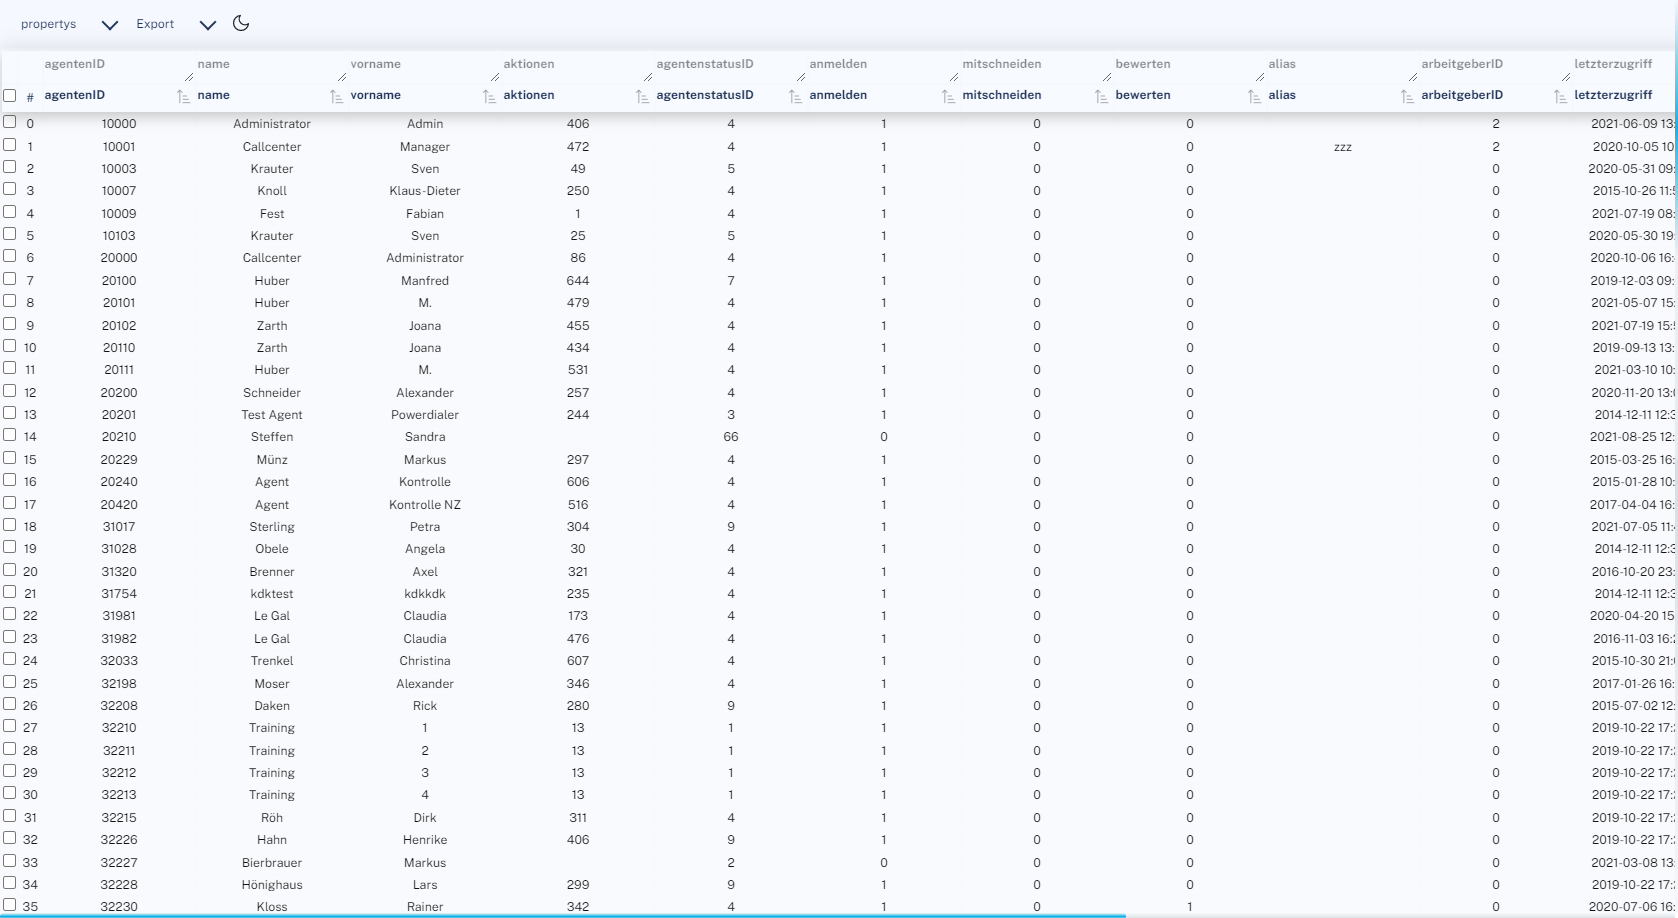 propertys Export
agentenID name vorname aktionen agentenstatusID anmelden mitschneiden bewerten alias arbeitgeberID letzterzugriff
# agentenID name vorname aktionen agentenstatusID anmelden mitschneiden bewerten alias arbeitgeberID letzterzugriff
0 10000 Administrator Admin 406 4 1 0 0 2 2021-06-09 13:
1 10001 Callcenter Manager 472 4 1 0 0 zzz 2 2020-10-05 10
2 10003 Krauter Sven 49 5 1 0 0 0 2020-05-31 09:
3 10007 Knoll Klaus-Dieter 250 4 1 0 0 0 2015-10-26 11:
4 10009 Fest Fabian 1 4 1 0 0 0 2021-07-19 08:
5 10103 Krauter Sven 25 5 1 0 0 0 2020-05-30 19:
6 20000 Callcenter Administrator 86 4 1 0 0 0 2020-10-06 16:
7 20100 Huber Manfred 644 7 1 0 0 0 2019-12-03 09:
8 20101 Huber M. 479 4 1 0 0 0 2021-05-07 15:
9 20102 Zarth Joana 455 4 1 0 0 0 2021-07-19 15:
10 20110 Zarth Joana 434 4 1 0 0 0 2019-09-13 13:
11 20111 Huber M. 531 4 1 0 0 0 2021-03-10 10:
12 20200 Schneider Alexander 257 4 1 0 0 0 2020-11-20 13:
13 20201 Test Agent Powerdialer 244 3 1 0 0 0 2014-12-11 12:
14 20210 Steffen Sandra 66 0 0 0 0 2021-08-25 12:
15 20229 Münz Markus 297 4 1 0 0 0 2015-03-25 16:
16 20240 Agent Kontrolle 606 4 1 0 0 0 2015-01-28 10:
17 20420 Agent Kontrolle NZ 516 4 1 0 0 0 2017-04-04 16:
18 31017 Sterling Petra 304 9 1 0 0 0 2021-07-05 11:
19 31028 Obele Angela 30 4 1 0 0 0 2014-12-11 12:
20 31320 Brenner Axel 321 4 1 0 0 0 2016-10-20 23:
21 31754 kdktest kdkkdk 235 4 1 0 0 0 2014-12-11 12:
22 31981 Le Gal Claudia 173 4 1 0 0 0 2020-04-20 15
23 31982 Le Gal Claudia 476 4 1 0 0 0 2016-11-03 16:
24 32033 Trenkel Christina 607 4 1 0 0 0 2015-10-30 21:
25 32198 Moser Alexander 346 4 1 0 0 0 2017-01-26 16:
26 32208 Daken Rick 280 9 1 0 0 0 2015-07-02 12:
27 32210 Training 1 13 1 1 0 0 0 2019-10-22 17:
28 32211 Training 2 13 1 1 0 0 0 2019-10-22 17:
29 32212 Training 3 13 1 1 0 0 0 2019-10-22 17:
30 32213 Training 4 13 1 1 0 0 0 2019-10-22 17:
31 32215 Röh Dirk 311 4 1 0 0 0 2019-10-22 17:
32 32226 Hahn Henrike 406 9 1 0 0 0 2019-10-22 17:
33 32227 Bierbrauer Markus 2 0 0 0 0 2021-03-08 13:
34 32228 Hönighaus Lars 299 9 1 0 0 0 2019-10-22 17:
35 32230 Kloss Rainer 342 4 1 0 1 0 2020-07-06 16: